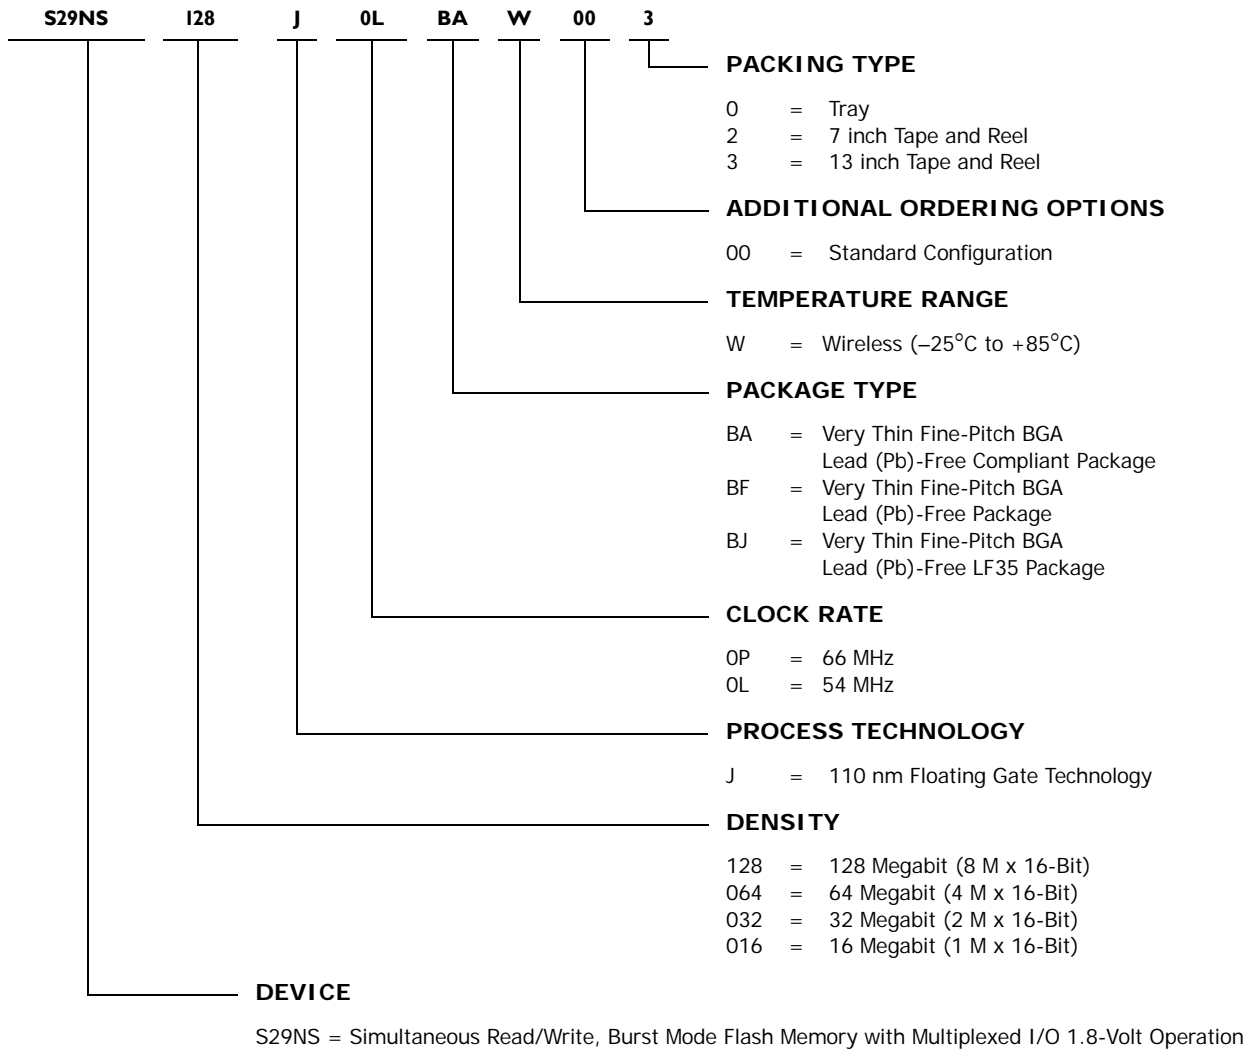 S29NS 128 J 0L BA W 00 3
PACKING TYPE
0 = Tray
2 = 7 inch Tape and Reel
3 = 13 inch Tape and Reel
ADDITIONAL ORDERING OPTIONS
00 = Standard Configuration
TEMPERATURE RANGE
W = Wireless (–25°C to +85°C)
PACKAGE TYPE
BA = Very Thin Fine-Pitch BGA
Lead (Pb)-Free Compliant Package
BF = Very Thin Fine-Pitch BGA
Lead (Pb)-Free Package
BJ = Very Thin Fine-Pitch BGA
Lead (Pb)-Free LF35 Package
CLOCK RATE
0P = 66 MHz
0L = 54 MHz
PROCESS TECHNOLOGY
J = 110 nm Floating Gate Technology
DENSITY
128 = 128 Megabit (8 M x 16-Bit)
064 = 64 Megabit (4 M x 16-Bit)
032 = 32 Megabit (2 M x 16-Bit)
016 = 16 Megabit (1 M x 16-Bit)
DEVICE
S29NS = Simultaneous Read/Write, Burst Mode Flash Memory with Multiplexed I/O 1.8-Volt Operation